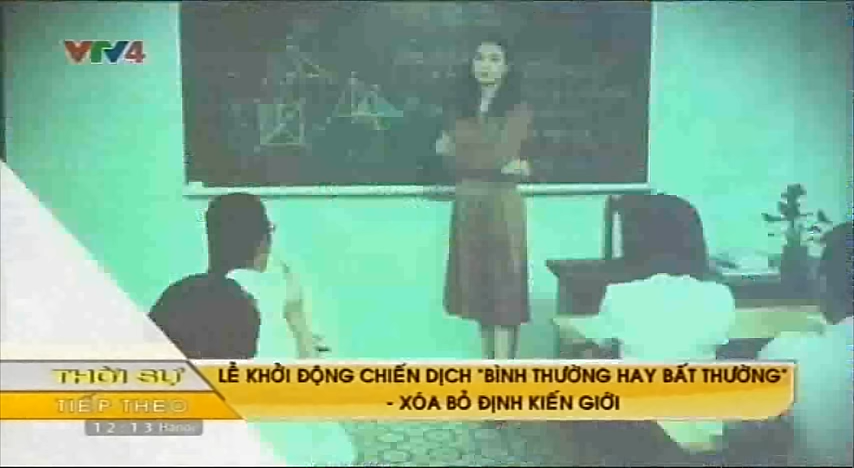 VTV4
THỜI SỰ
LỄ KHỞI ĐỘNG CHIẾN DỊCH "BÌNH THƯỜNG HAY BẤT THƯỜNG"
TIẾP THEO
- XÓA BỎ ĐỊNH KIẾN GIỚI
12:13 Hanoi